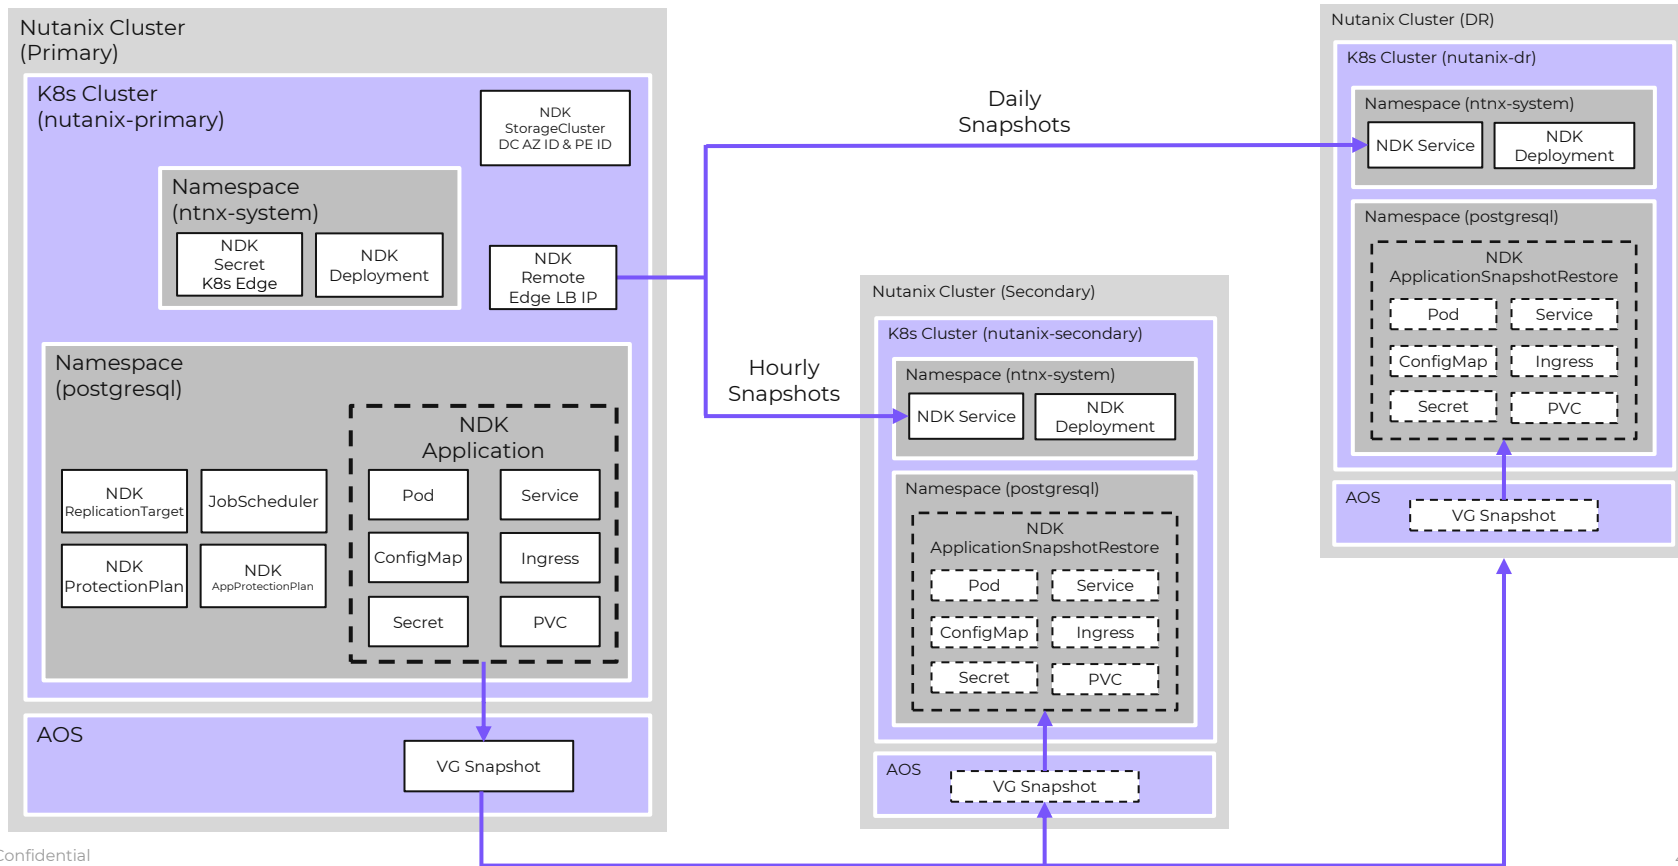 Nutanix Cluster
(Primary)
K8s Cluster
(nutanix-primary)
NDK
StorageCluster
DC AZ ID & PE ID
Namespace
(ntnx-system)
NDK
Secret
K8s Edge
NDK
Deployment
NDK
Remote
Edge LB IP
Namespace
(postgresql)
NDK
ReplicationTarget
JobScheduler
NDK
ProtectionPlan
NDK
AppProtectionPlan
NDK
Application
Pod
Service
ConfigMap
Ingress
Secret
PVC
AOS
VG Snapshot
Daily
Snapshots
Hourly
Snapshots
Nutanix Cluster (Secondary)
K8s Cluster (nutanix-secondary)
Namespace (ntnx-system)
NDK Service
NDK
Deployment
Namespace (postgresql)
NDK
ApplicationSnapshotRestore
Pod
Service
ConfigMap
Ingress
Secret
PVC
AOS
VG Snapshot
Nutanix Cluster (DR)
K8s Cluster (nutanix-dr)
Namespace (ntnx-system)
NDK Service
NDK
Deployment
Namespace (postgresql)
NDK
ApplicationSnapshotRestore
Pod
Service
ConfigMap
Ingress
Secret
PVC
AOS
VG Snapshot
Confidential